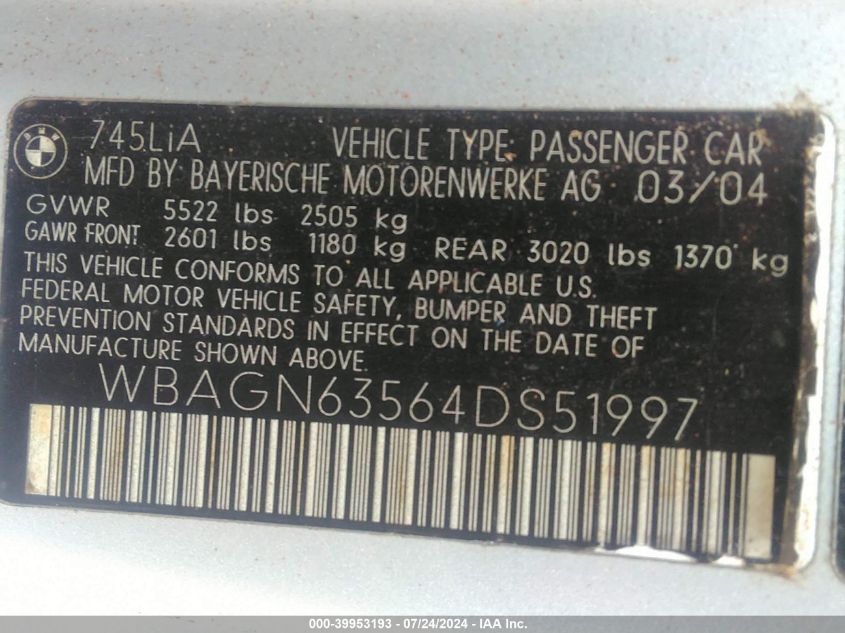 BMW
745LiA VEHICLE TYPE: PASSENGER CAR
MFD BY BAYERISCHE MOTORENWERKE AG 03/04
GVWR 5522 lbs 2505 kg
GAWR FRONT 2601 lbs 1180 kg REAR 3020 lbs 1370 kg
THIS VEHICLE CONFORMS TO ALL APPLICABLE U.S.
FEDERAL MOTOR VEHICLE SAFETY, BUMPER AND THEFT
PREVENTION STANDARDS IN EFFECT ON THE DATE OF
MANUFACTURE SHOWN ABOVE.
WBAGN63564DS51997
000-39953193 - 07/24/2024 - IAA Inc.